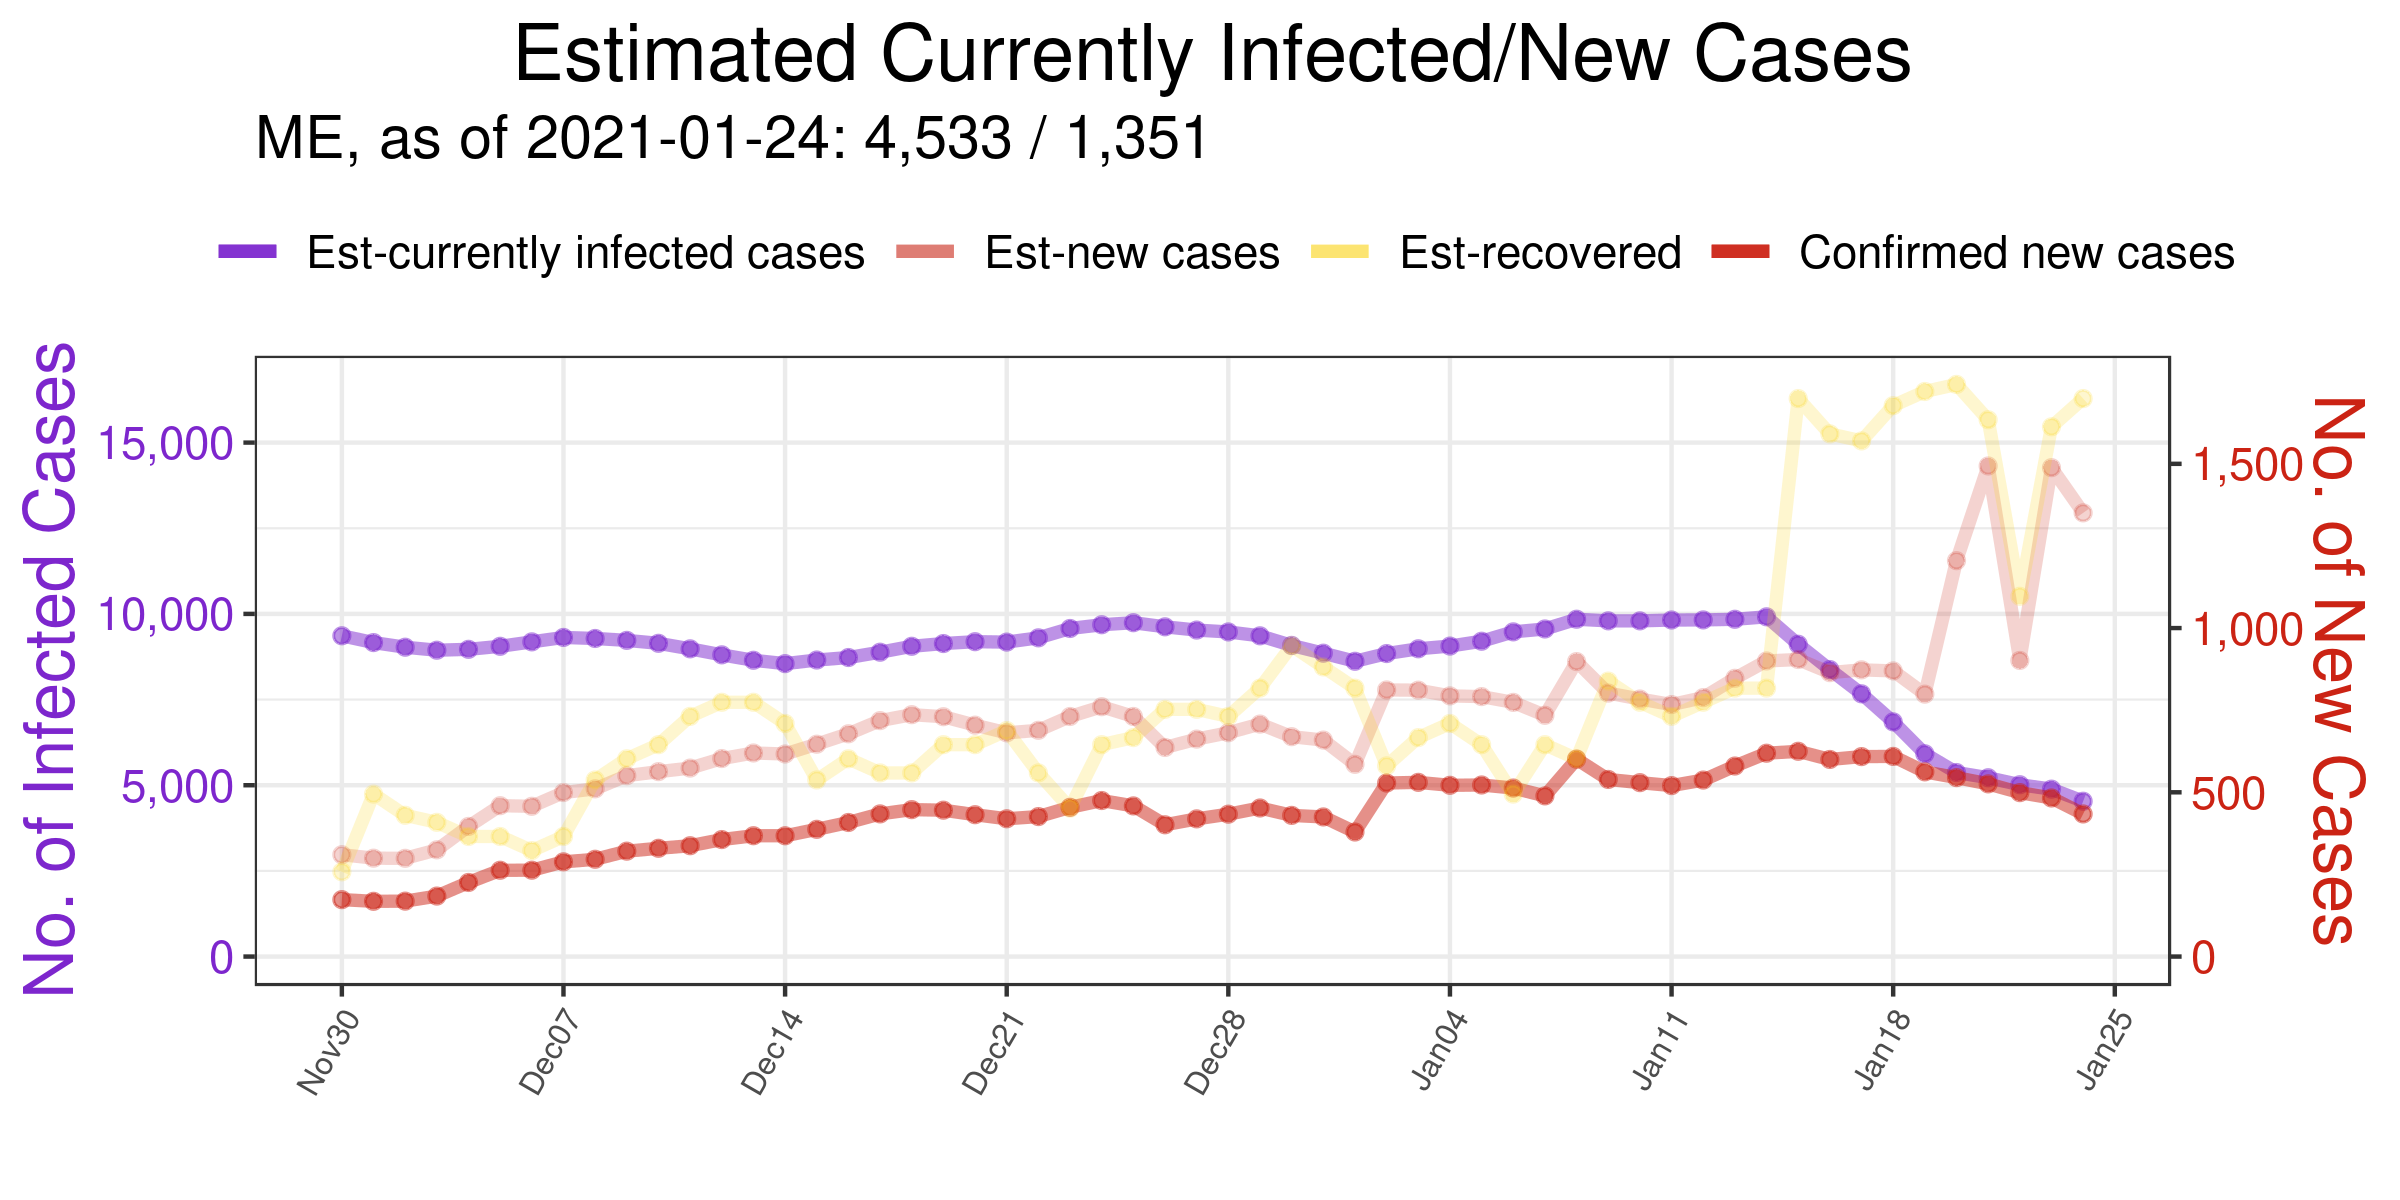 Estimated Currently Infected/New Cases
ME, as of 2021-01-24: 4,533 / 1,351
Est-currently infected cases
Est-new cases
Est-recovered
Confirmed new cases
No. of Infected Cases
15,000
10,000
5,000
0
1,500
1,000
500
0
No. of New Cases
Nov30
Dec07
Dec14
Dec21
Dec28
Jan04
Jan11
Jan18
Jan25